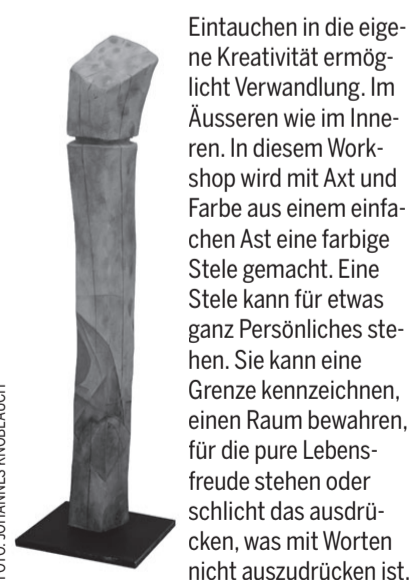 Eintauchen in die eige-
ne Kreativität ermög-
licht Verwandlung. Im
Äusseren wie im Inne-
ren. In diesem Work-
shop wird mit Axt und
Farbe aus einem einfa-
chen Ast eine farbige
Stele gemacht. Eine
Stele kann für etwas
ganz Persönliches ste-
hen. Sie kann eine
Grenze kennzeichnen,
einen Raum bewahren,
für die pure Lebens-
freude stehen oder
schlicht das ausdrü-
cken, was mit Worten
nicht auszudrücken ist.
FOTO: JOHANNES KNOBLAUCH